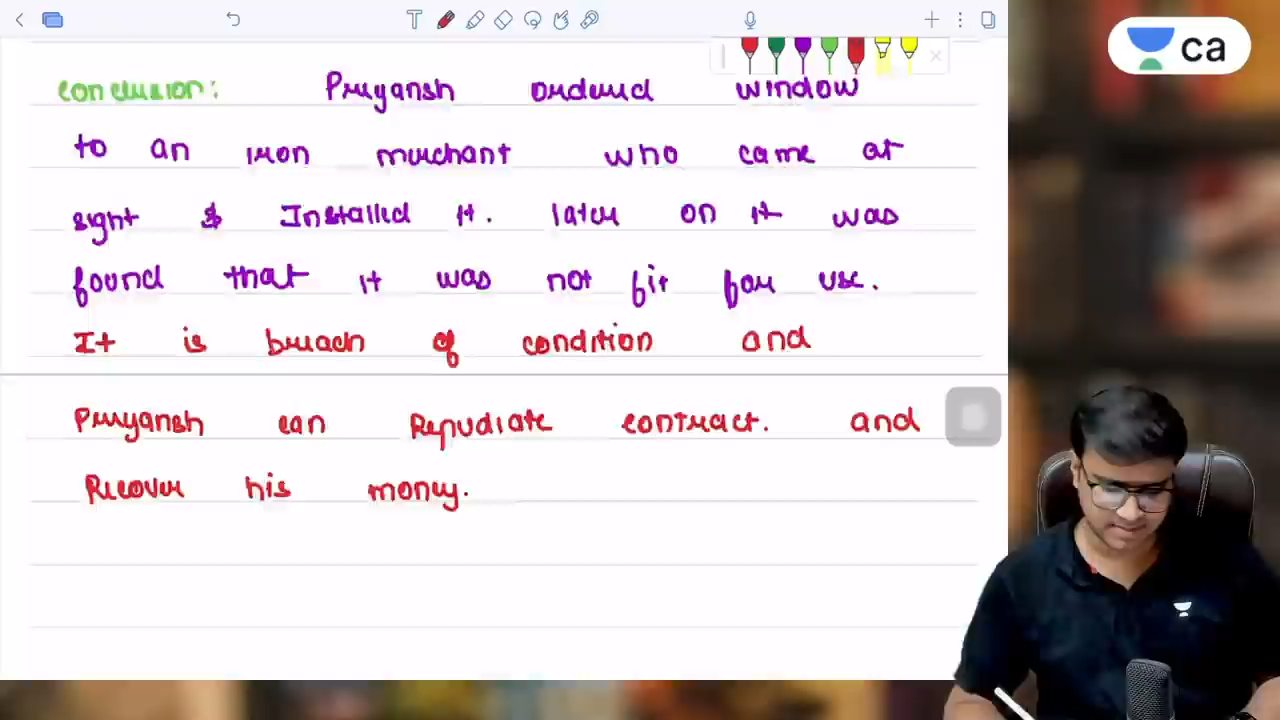 ca
conclusion: Priyansh ordered window
to an iron merchant who came at
sight & Installed it. later on it was
found that it was not fit for use.
It is breach of condition and
Priyansh can Repudiate contract. and
Recover his money.